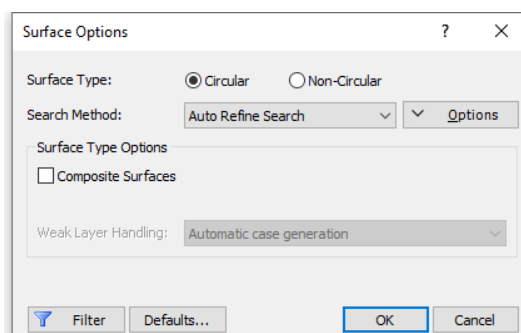 Surface Options
?
Surface Type: Circular Non-Circular
Search Method: Auto Refine Search Options
Surface Type Options
Composite Surfaces
Weak Layer Handling: Automatic case generation
Filter Defaults... OK Cancel